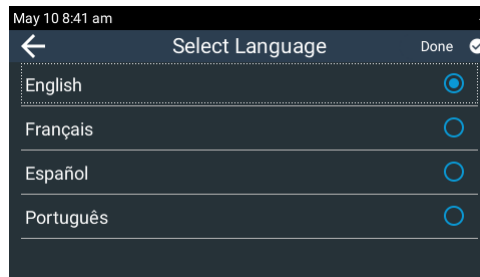 May 10 8:41 am
Select Language Done
English
Français
Español
Português